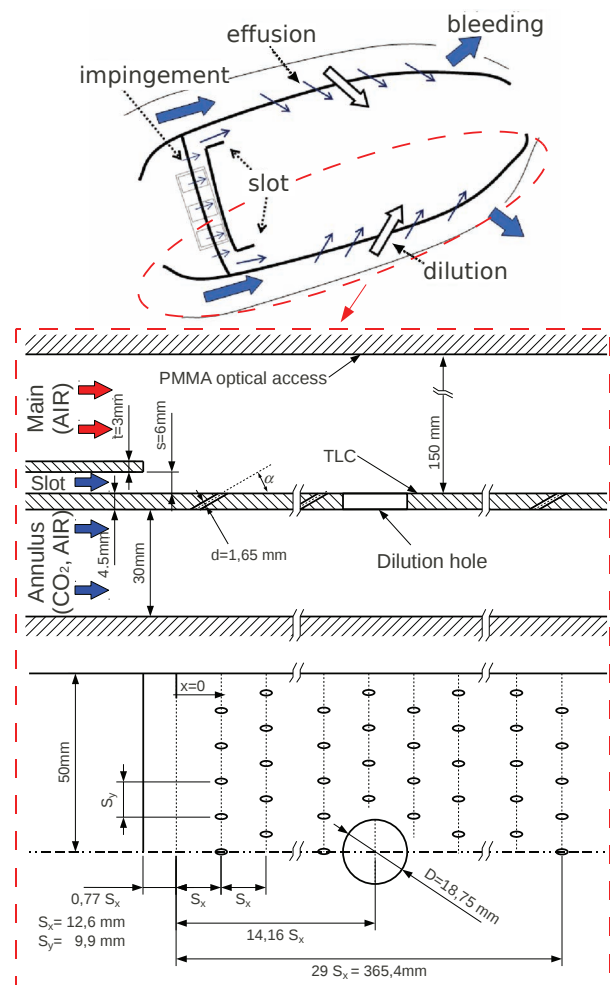 bleeding
effusion
impingement
slot
dilution
PMMA optical access
Main
(AIR)
t=3mm
s=6mm
150 mm
TLC
Slot
α
Annulus
(CO₂, AIR)
4.5mm
d=1,65 mm
Dilution hole
30mm
x=0
50mm
Sy
D=18,75 mm
0,77 Sx
Sx
Sx
Sx= 12,6 mm
Sy= 9,9 mm
14,16 Sx
29 Sx = 365,4mm